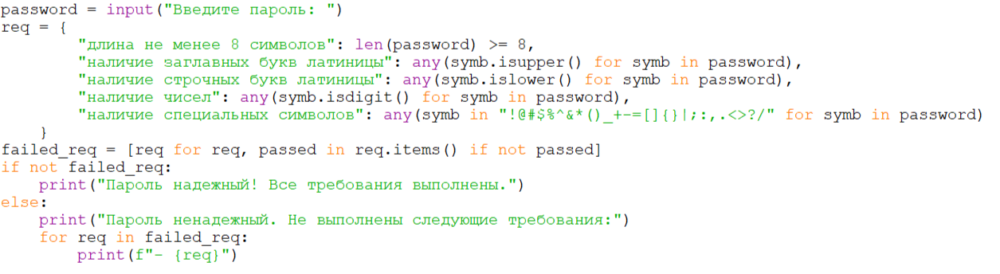 password = input("Введите пароль: ")
req = {
        "длина не менее 8 символов": len(password) >= 8,
        "наличие заглавных букв латиницы": any(symb.isupper() for symb in password),
        "наличие строчных букв латиницы": any(symb.islower() for symb in password),
        "наличие чисел": any(symb.isdigit() for symb in password),
        "наличие специальных символов": any(symb in "!@#$%^&*()_+-=[]{}|;:,.<>?/" for symb in password)
    }
failed_req = [req for req, passed in req.items() if not passed]
if not failed_req:
    print("Пароль надежный! Все требования выполнены.")
else:
    print("Пароль ненадежный. Не выполнены следующие требования:")
    for req in failed_req:
        print(f"- {req}")